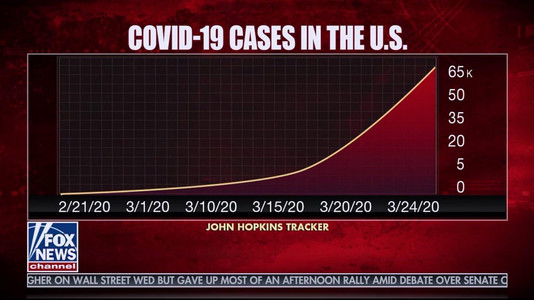 COVID-19 CASES IN THE U.S.
65K
50
35
20
5
0
2/21/20 3/1/20 3/10/20 3/15/20 3/20/20 3/24/20
JOHN HOPKINS TRACKER
FOX
NEWS
channel
GHER ON WALL STREET WED BUT GAVE UP MOST OF AN AFTERNOON RALLY AMID DEBATE OVER SENATE C